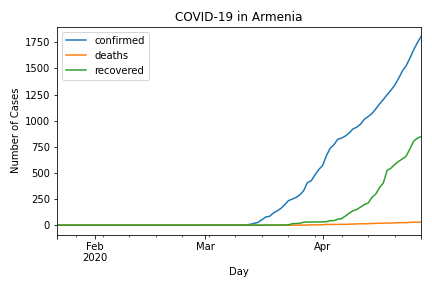 COVID-19 in Armenia
confirmed
deaths
recovered
Number of Cases
1750
1500
1250
1000
750
500
250
0
Feb
2020
Mar
Apr
Day